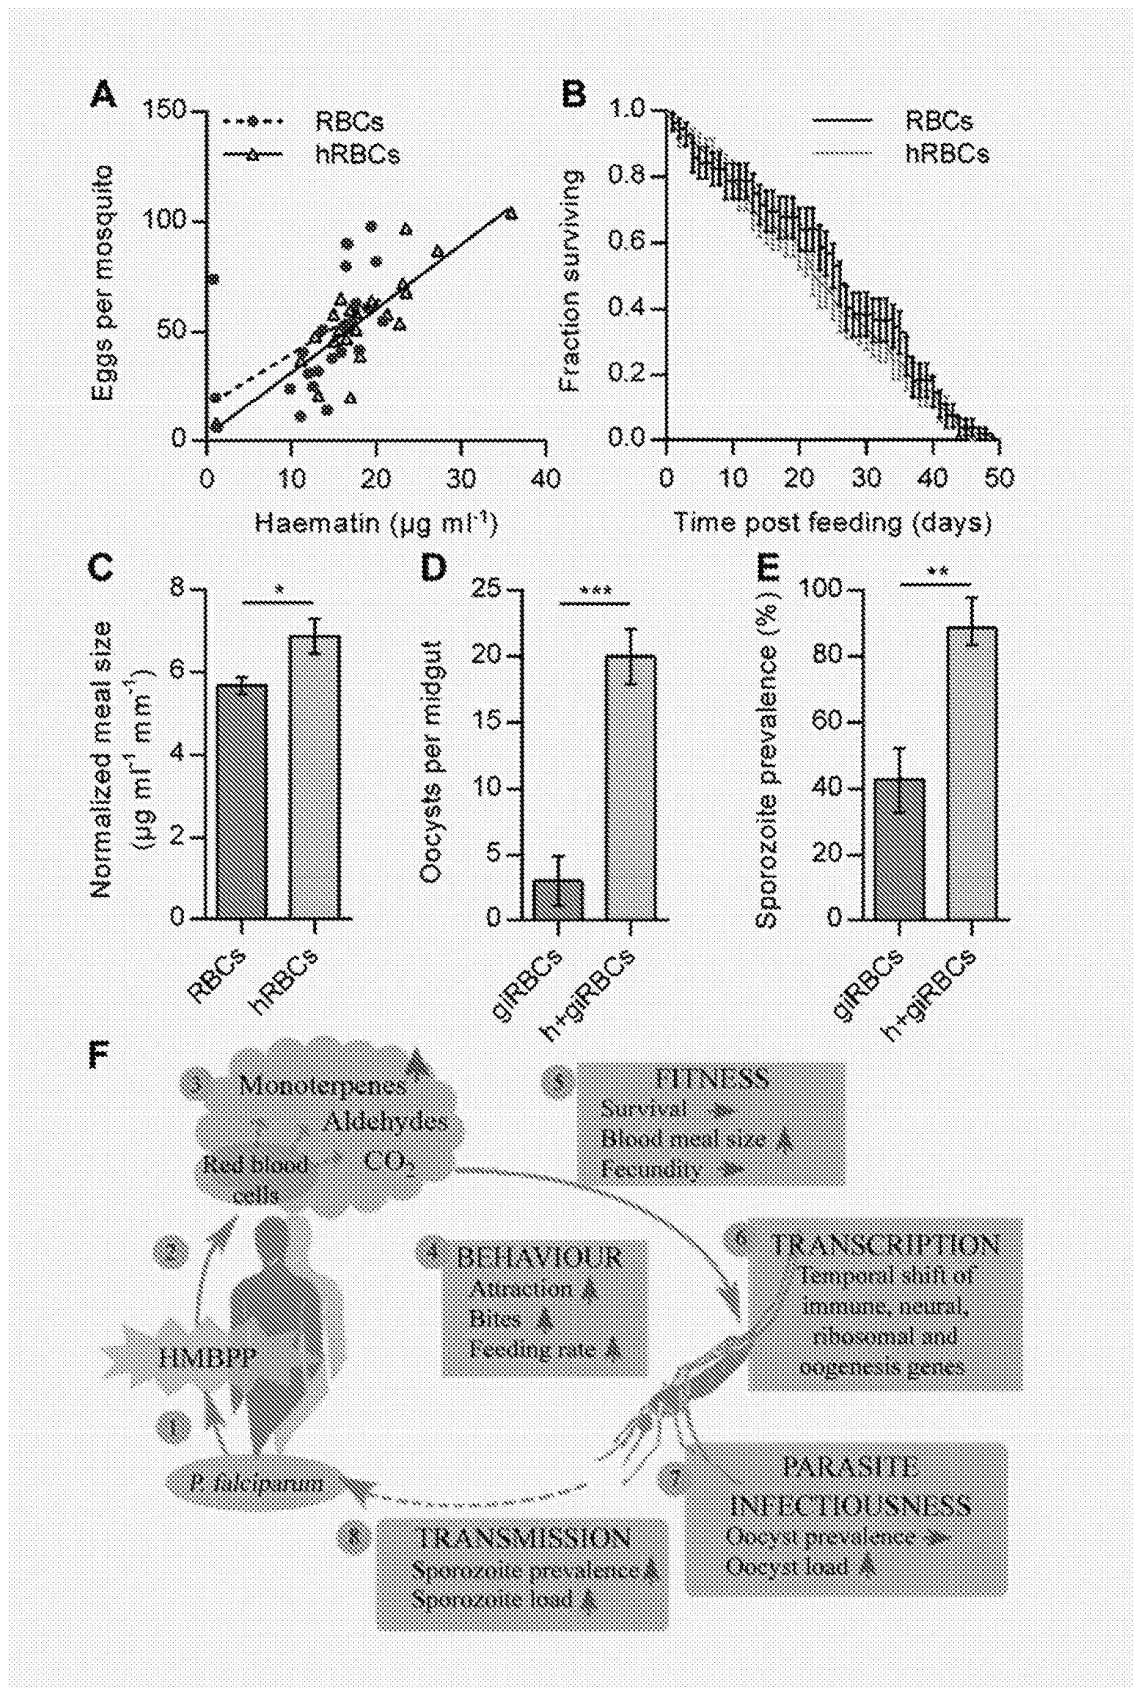 A
150
100
50
0
0
10
20
30
40
Eggs per mosquito
Haematin (µg ml-1)
RBCs
hRBCs
B
1.0
0.8
0.6
0.4
0.2
0.0
0
10
20
30
40
50
Fraction surviving
Time post feeding (days)
RBCs
hRBCs
C
8
6
4
2
0
Normalized meal size
(µg ml-1 mm-1)
*
RBCs
hRBCs
D
25
20
15
10
5
0
Oocysts per midgut
***
giRBCs
h+giRBCs
E
100
80
60
40
20
0
Sporozoite prevalence (%)
**
giRBCs
h+giRBCs
F
3
Monoterpenes
Aldehydes
Red blood
cells
CO2
2
HMBPP
1
P. falciparum
5
FITNESS
Survival
Blood meal size
Fecundity
4
BEHAVIOUR
Attraction
Bites
Feeding rate
6
TRANSCRIPTION
Temporal shift of
immune, neural,
ribosomal and
oogenesis genes
7
PARASITE
INFECTIOUSNESS
Oocyst prevalence
Oocyst load
8
TRANSMISSION
Sporozoite prevalence
Sporozoite load